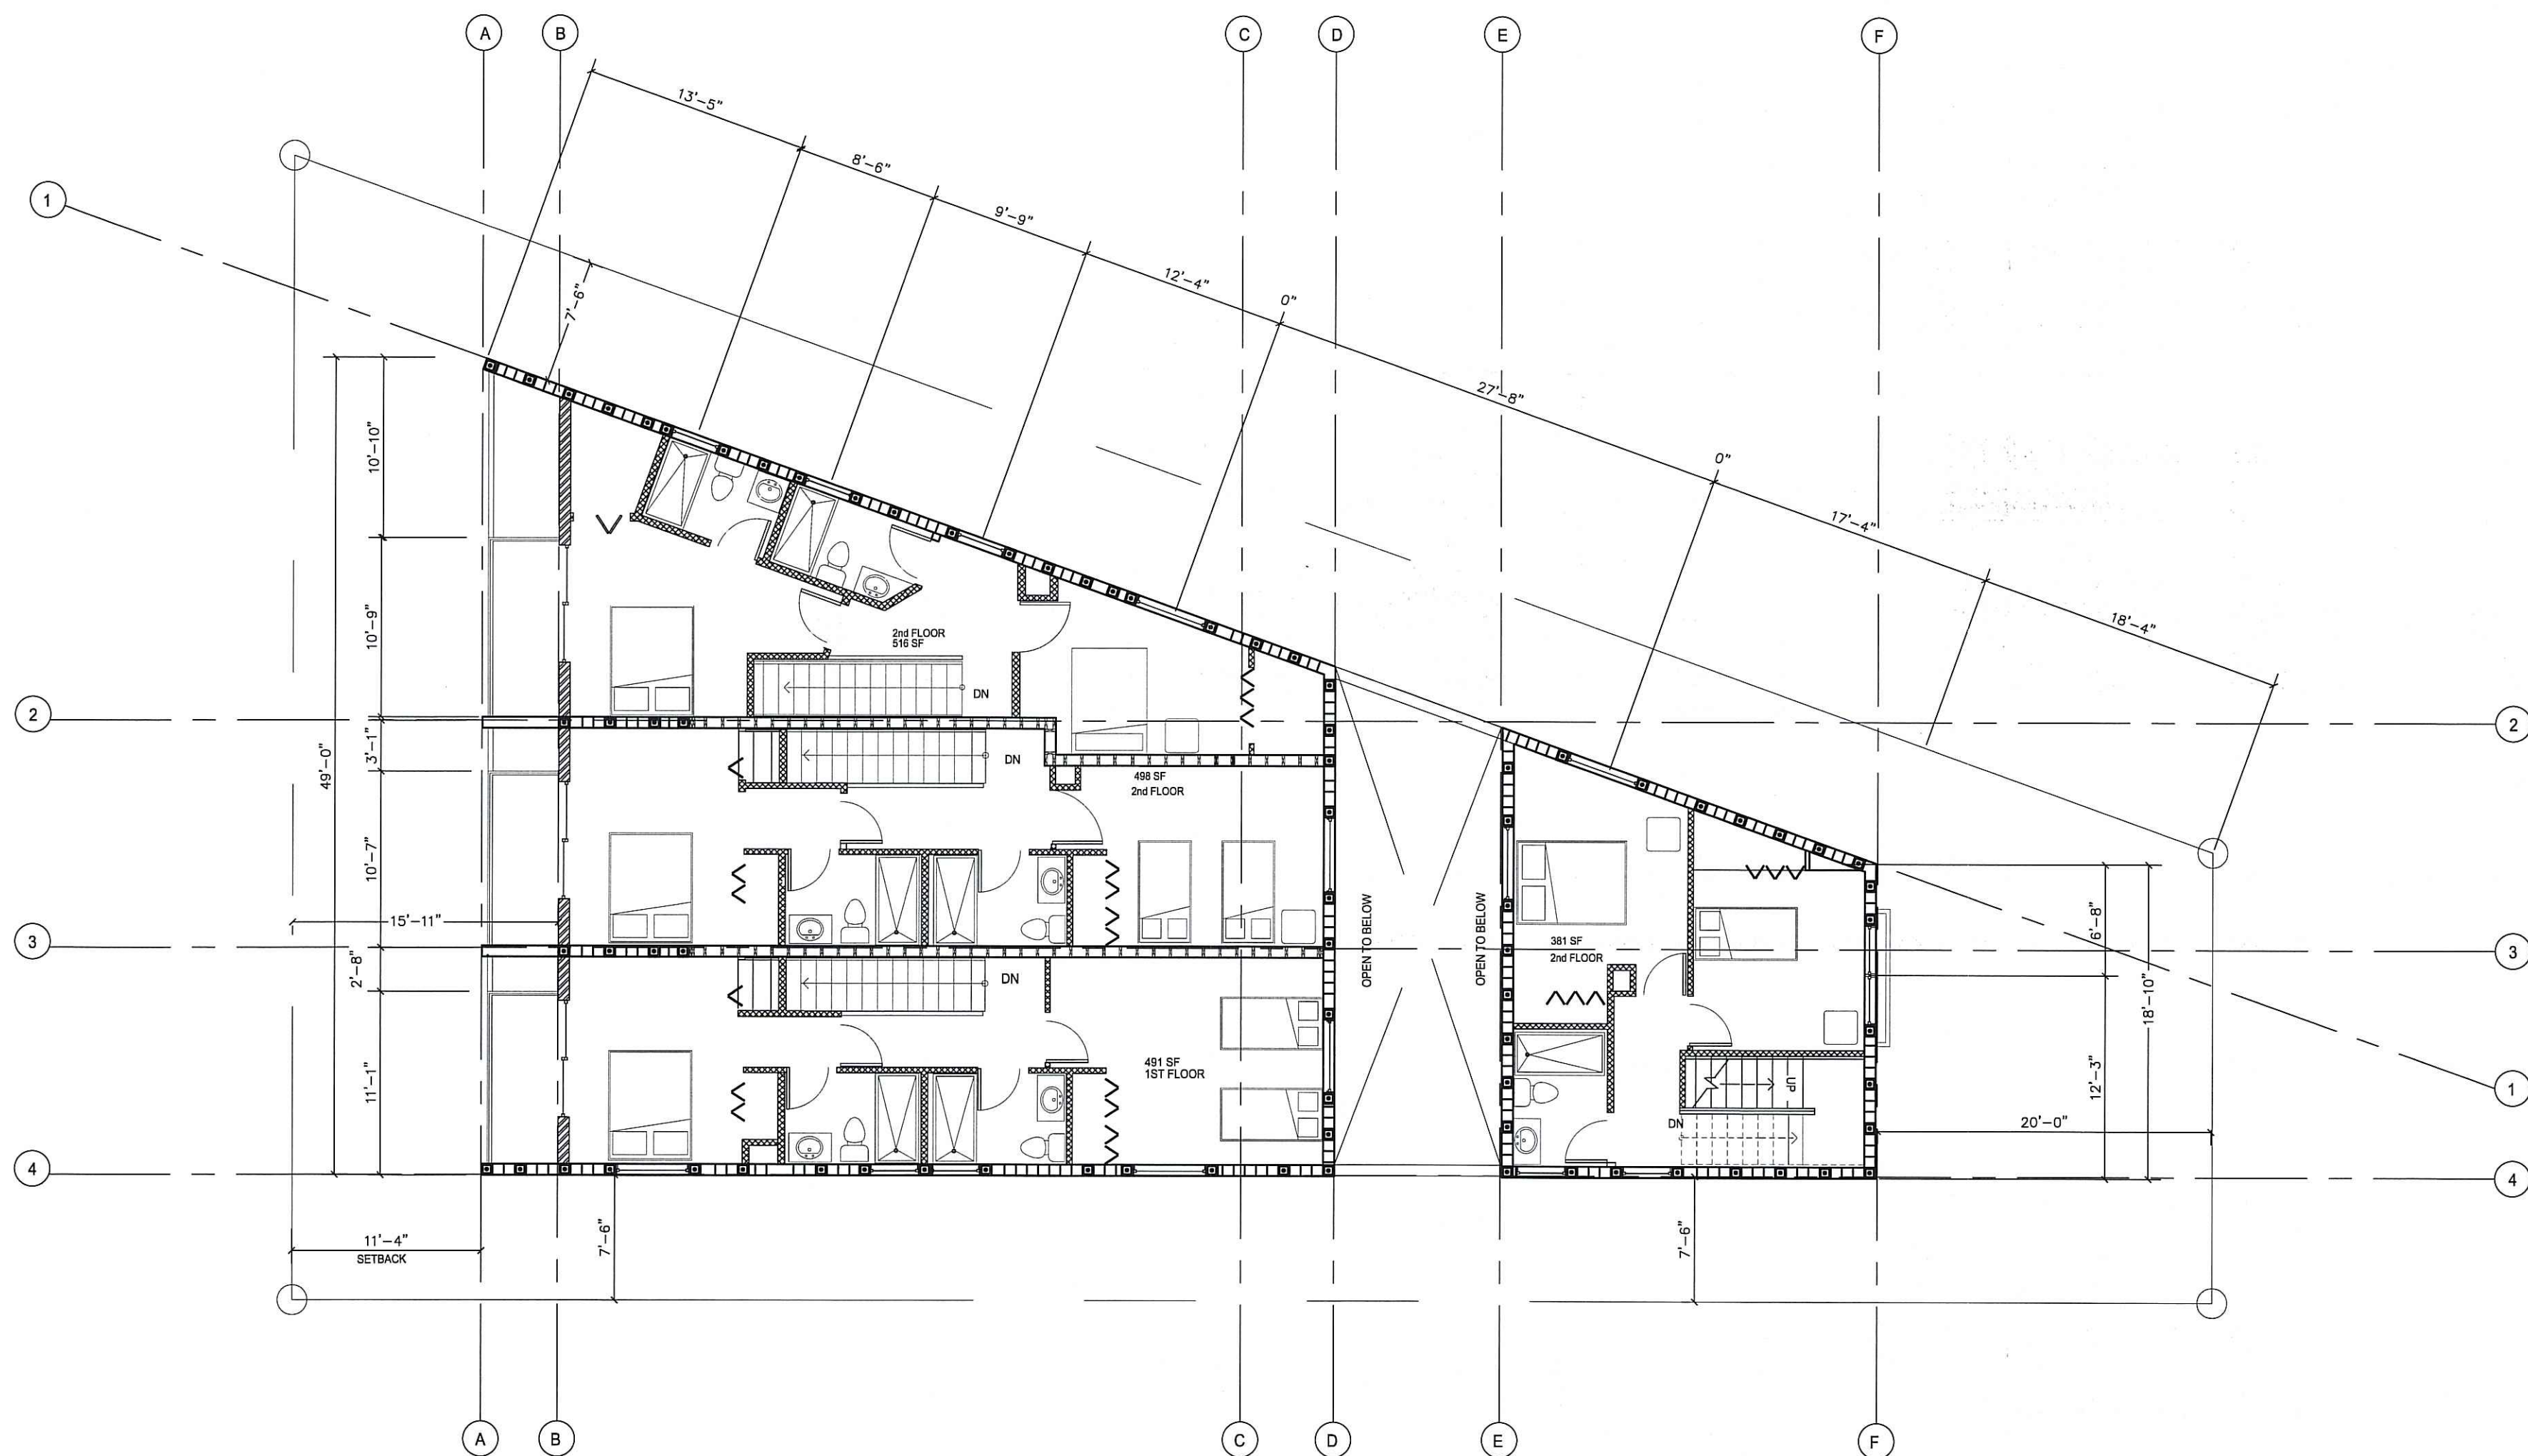 A
B
C
D
E
F
13'-5"
8'-6"
9'-9"
12'-4"
0"
27'-8"
0"
17'-4"
18'-4"
1
7'-6"
10'-10"
10'-9"
49'-0"
3'-1"
10'-7"
15'-11"
2'-8"
11'-1"
2
2
3
3
1
4
4
2nd FLOOR
516 SF
DN
DN
498 SF
2nd FLOOR
DN
491 SF
1ST FLOOR
OPEN TO BELOW
OPEN TO BELOW
381 SF
2nd FLOOR
UP
DN
6'-8"
18'-10"
12'-3"
20'-0"
11'-4"
SETBACK
7'-6"
7'-6"
A
B
C
D
E
F